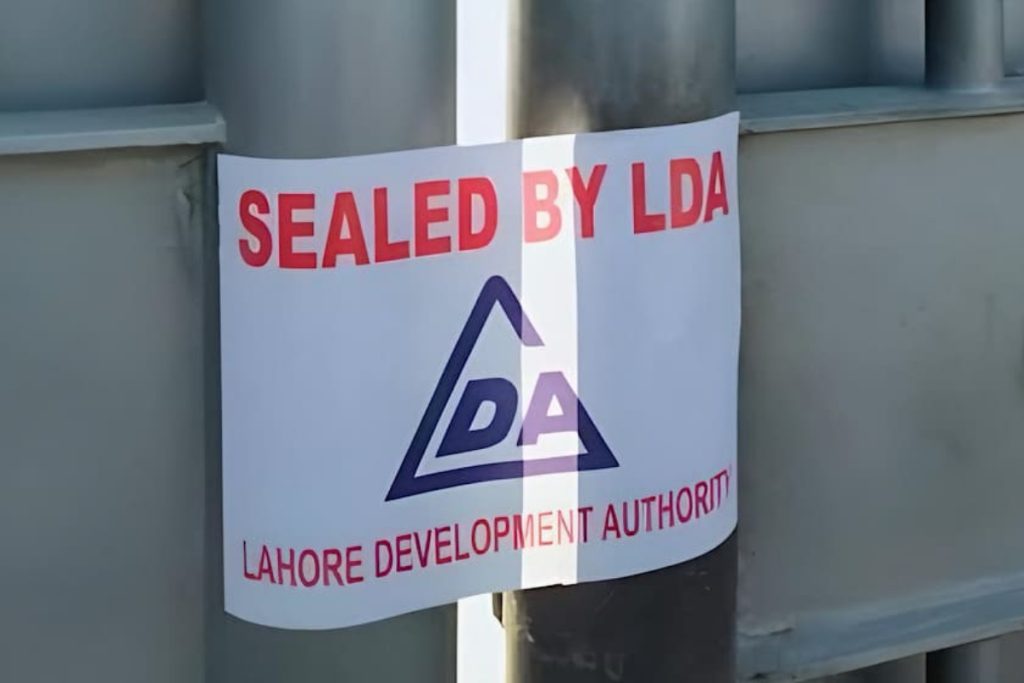 SEALED BY LDA
DA
LAHORE DEVELOPMENT AUTHORITY